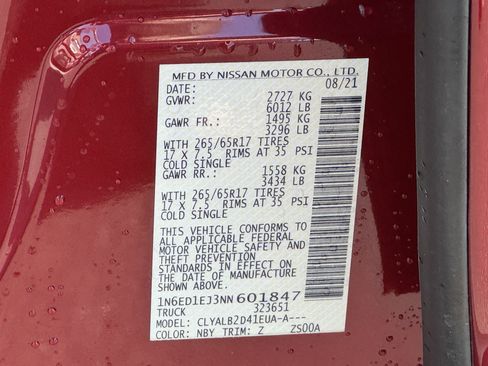 MFD BY NISSAN MOTOR CO., LTD.
DATE: 08/21
GVWR: 2727 KG
6012 LB
GAWR FR.: 1495 KG
3296 LB
WITH 265/65R17 TIRES
17 X 7.5 RIMS AT 35 PSI
COLD SINGLE
GAWR RR.: 1558 KG
3434 LB
WITH 265/65R17 TIRES
17 X 7.5 RIMS AT 35 PSI
COLD SINGLE
THIS VEHICLE CONFORMS TO
ALL APPLICABLE FEDERAL
MOTOR VEHICLE SAFETY AND
THEFT PREVENTION
STANDARDS IN EFFECT ON
THE DATE OF MANUFACTURE
SHOWN ABOVE
1N6ED1EJ3NN601847
TRUCK 323651
MODEL: CLYALB2D41EUA-A---
COLOR: NBY TRIM: Z ZS00A